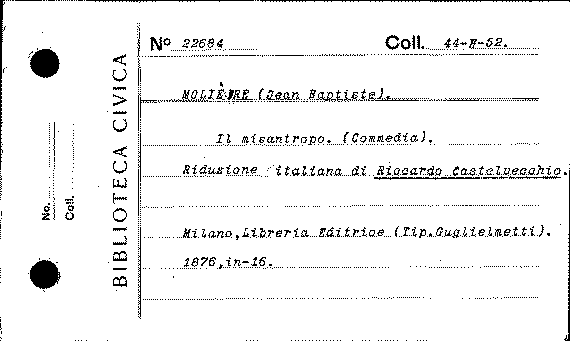 Nº 22684 Coll. 44-E-52.
MOLIÈRE (Jean Baptiste).
Il misantropo. (Commedia).
Riduzione italiana di Riccardo Castelvecchio.
Milano, Libreria Editrice (Tip. Guglielmetti).
1876, in-16.
BIBLIOTECA CIVICA
No.
Coll.